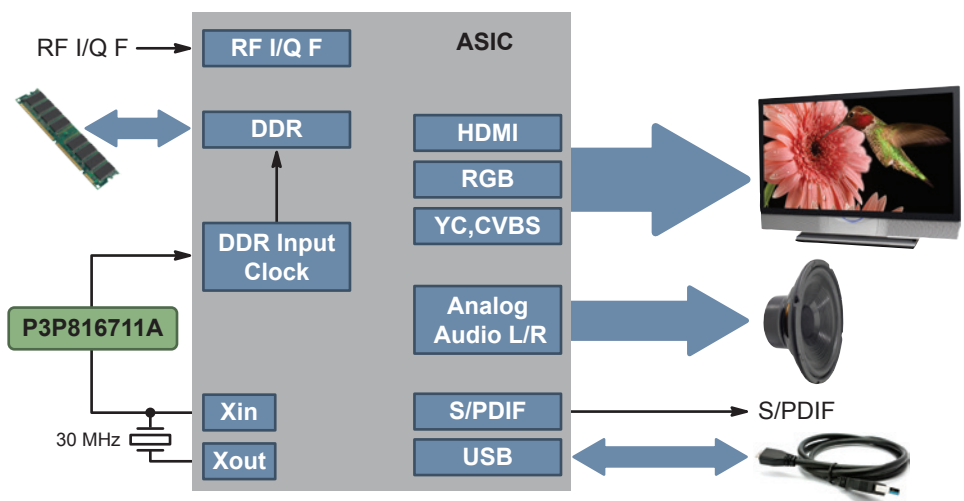 RF I/Q F
RF I/Q F
ASIC
DDR
HDMI
RGB
YC,CVBS
DDR Input
Clock
P3P816711A
Analog
Audio L/R
Xin
30 MHz
Xout
S/PDIF
S/PDIF
USB